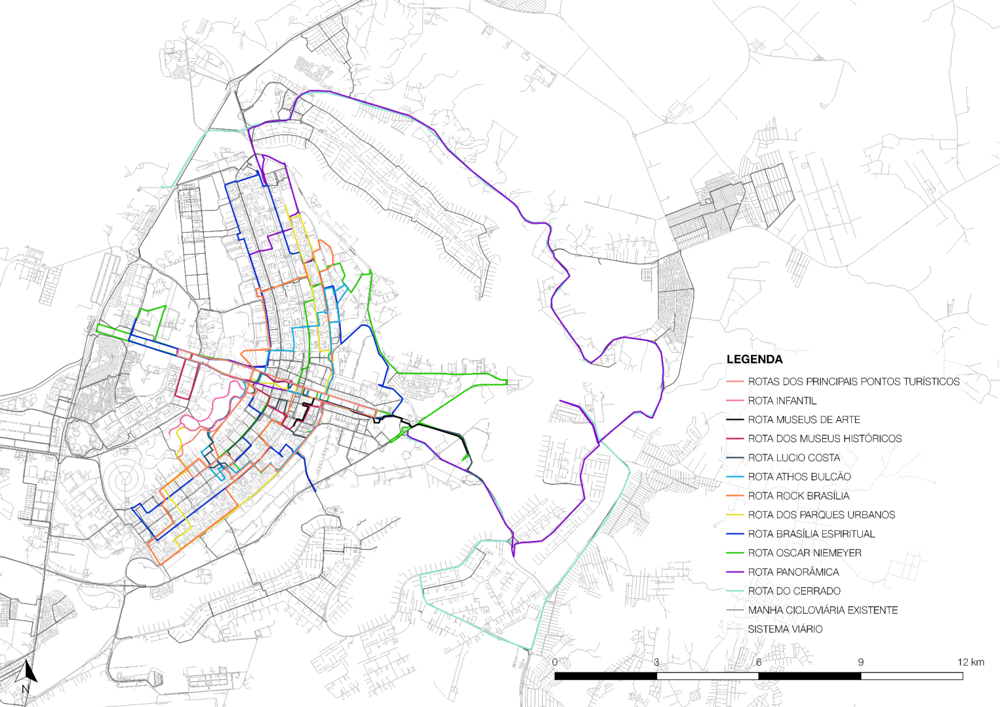 LEGENDA
ROTAS DOS PRINCIPAIS PONTOS TURÍSTICOS
ROTA INFANTIL
ROTA MUSEUS DE ARTE
ROTA DOS MUSEUS HISTÓRICOS
ROTA LUCIO COSTA
ROTA ATHOS BULCÃO
ROTA ROCK BRASÍLIA
ROTA DOS PARQUES URBANOS
ROTA BRASÍLIA ESPIRITUAL
ROTA OSCAR NIEMEYER
ROTA PANORÂMICA
ROTA DO CERRADO
MANHA CICLOVIÁRIA EXISTENTE
SISTEMA VIÁRIO
0 3 6 9 12 km
N